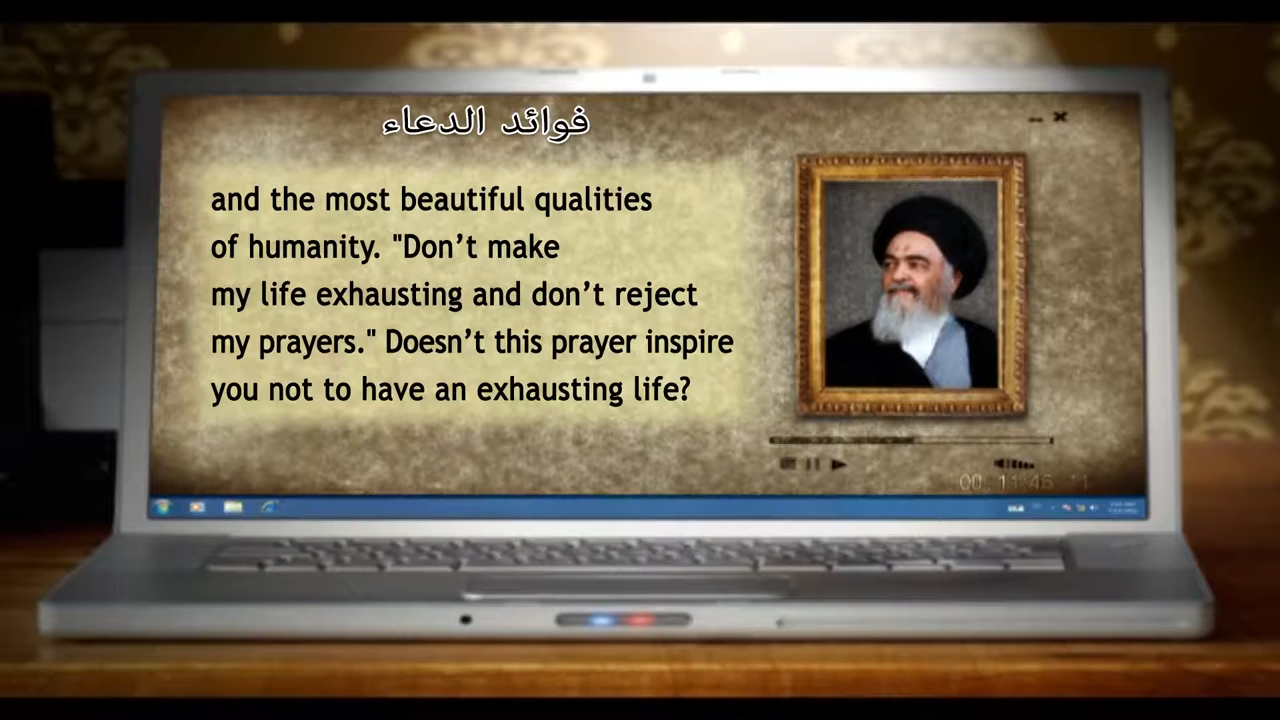 فوائد الدعاء
and the most beautiful qualities
of humanity. "Don’t make
my life exhausting and don’t reject
my prayers." Doesn’t this prayer inspire
you not to have an exhausting life?